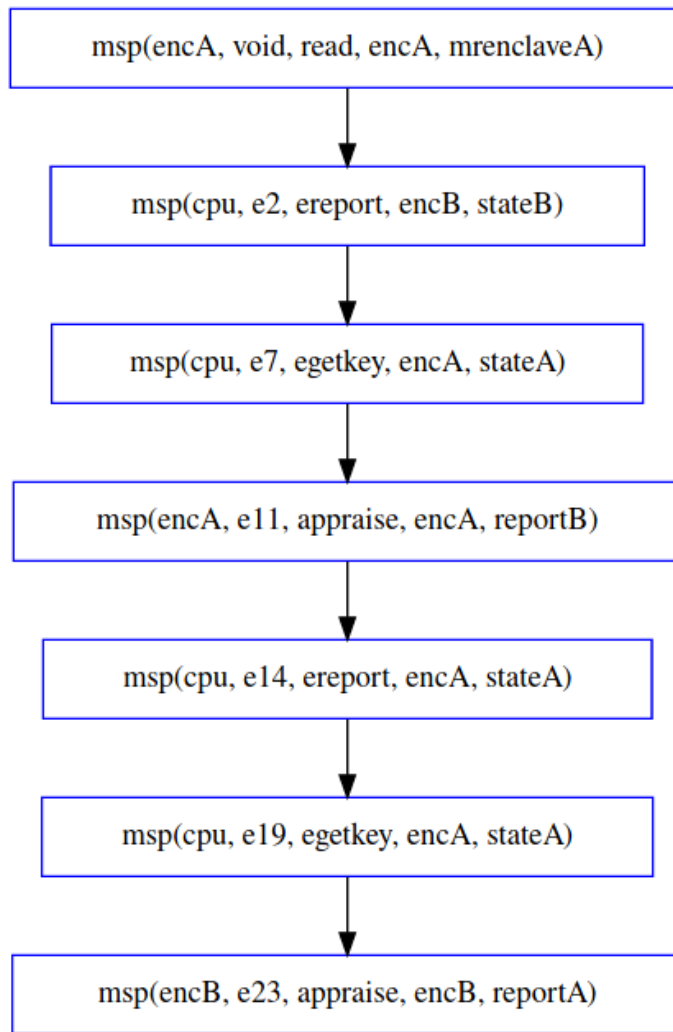 msp(encA, void, read, encA, mrenclaveA)
msp(cpu, e2, ereport, encB, stateB)
msp(cpu, e7, egetkey, encA, stateA)
msp(encA, e11, appraise, encA, reportB)
msp(cpu, e14, ereport, encA, stateA)
msp(cpu, e19, egetkey, encA, stateA)
msp(encB, e23, appraise, encB, reportA)